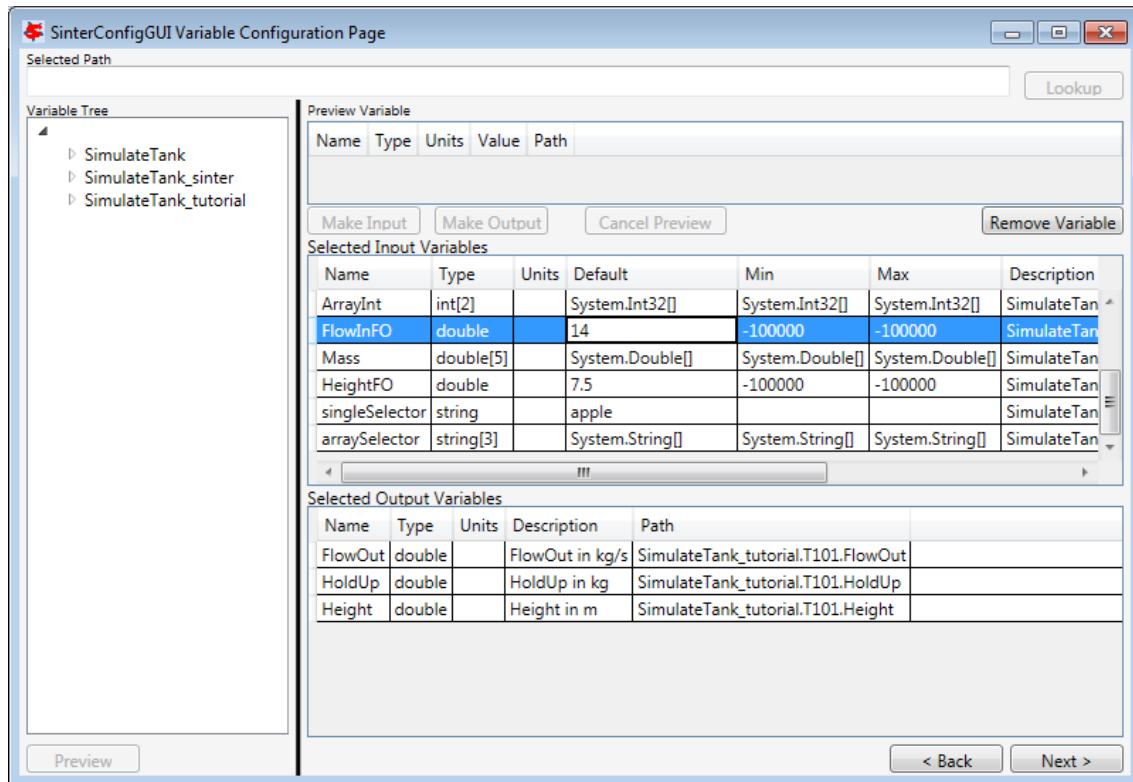 SinterConfigGUI Variable Configuration Page
Selected Path
Lookup
Variable Tree
SimulateTank
SimulateTank_sinter
SimulateTank_tutorial
Preview
Preview Variable
Name Type Units Value Path
Make Input Make Output Cancel Preview Remove Variable
Selected Input Variables
Name Type Units Default Min Max Description
ArrayInt int[2] System.Int32[] System.Int32[] System.Int32[] SimulateTan
FlowInFO double 14 -100000 -100000 SimulateTan
Mass double[5] System.Double[] System.Double[] System.Double[] SimulateTan
HeightFO double 7.5 -100000 -100000 SimulateTan
singleSelector string apple SimulateTan
arraySelector string[3] System.String[] System.String[] System.String[] SimulateTan
Selected Output Variables
Name Type Units Description Path
FlowOut double FlowOut in kg/s SimulateTank_tutorial.T101.FlowOut
HoldUp double HoldUp in kg SimulateTank_tutorial.T101.HoldUp
Height double Height in m SimulateTank_tutorial.T101.Height
< Back Next >